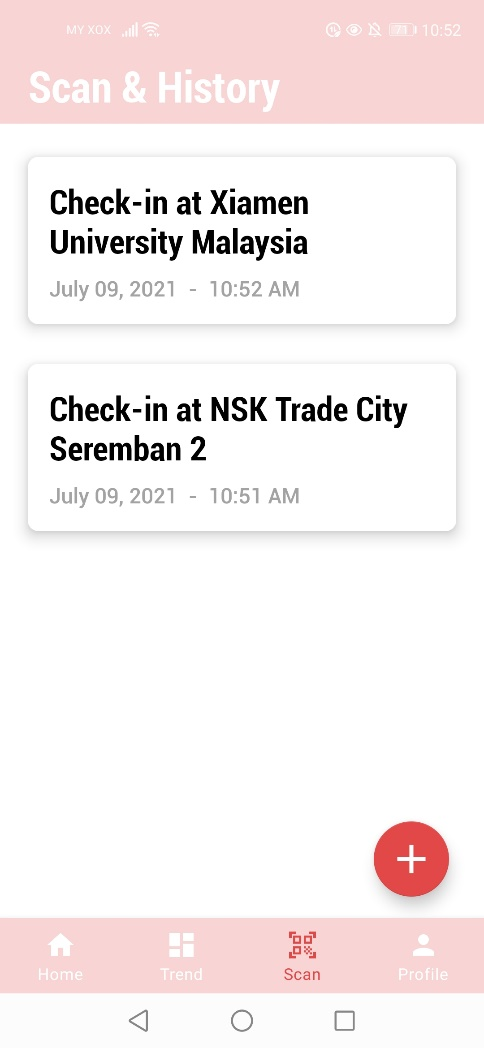 MY XOX 71 10:52
Scan & History
Check-in at Xiamen
University Malaysia
July 09, 2021 - 10:52 AM
Check-in at NSK Trade City
Seremban 2
July 09, 2021 - 10:51 AM
Home Trend Scan Profile